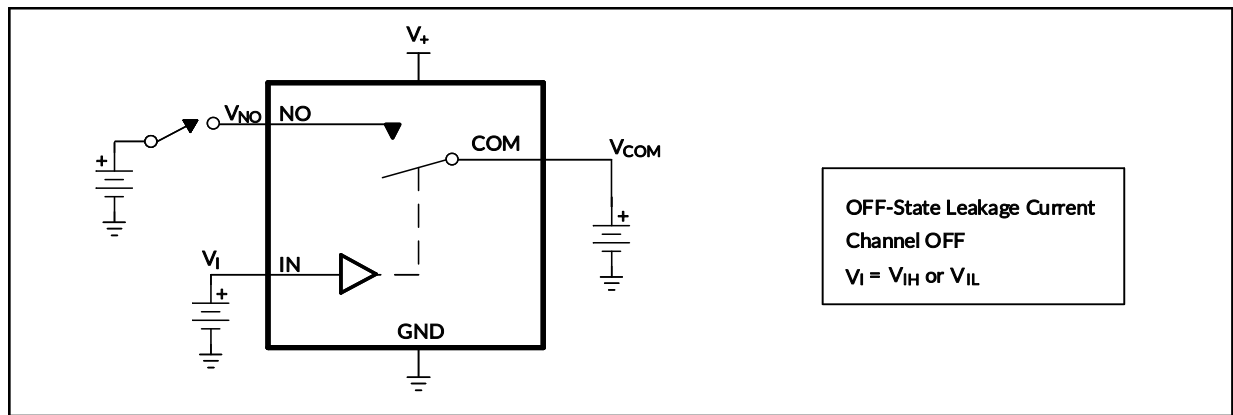 V+
VNO NO
+
COM VCOM
+
VI IN
+
GND
OFF-State Leakage Current
Channel OFF
VI = VIH or VIL